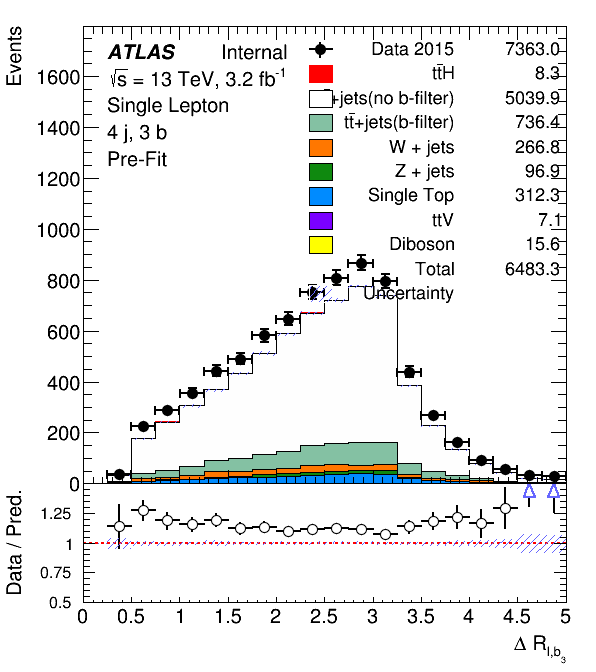 Events
ATLAS Internal
√s = 13 TeV, 3.2 fb-1
Single Lepton
4 j, 3 b
Pre-Fit
Data 2015 7363.0
tt̄H 8.3
+jets(no b-filter) 5039.9
tt̄+jets(b-filter) 736.4
W + jets 266.8
Z + jets 96.9
Single Top 312.3
ttV 7.1
Diboson 15.6
Total 6483.3
Uncertainty
1600
1400
1200
1000
800
600
400
200
0
Data / Pred.
1.25
1
0.75
0.5
0 0.5 1 1.5 2 2.5 3 3.5 4 4.5 5
Δ R l,b3